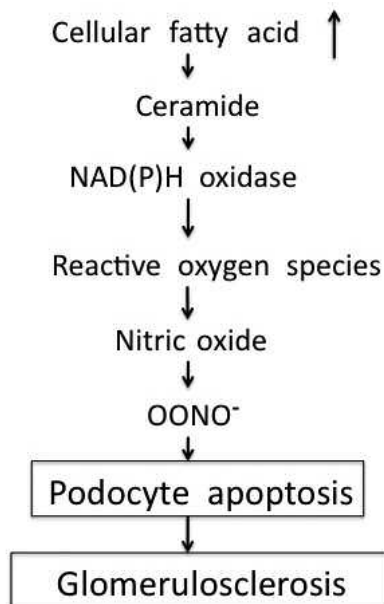 Cellular fatty acid
Ceramide
NAD(P)H oxidase
Reactive oxygen species
Nitric oxide
OONO⁻
Podocyte apoptosis
Glomerulosclerosis